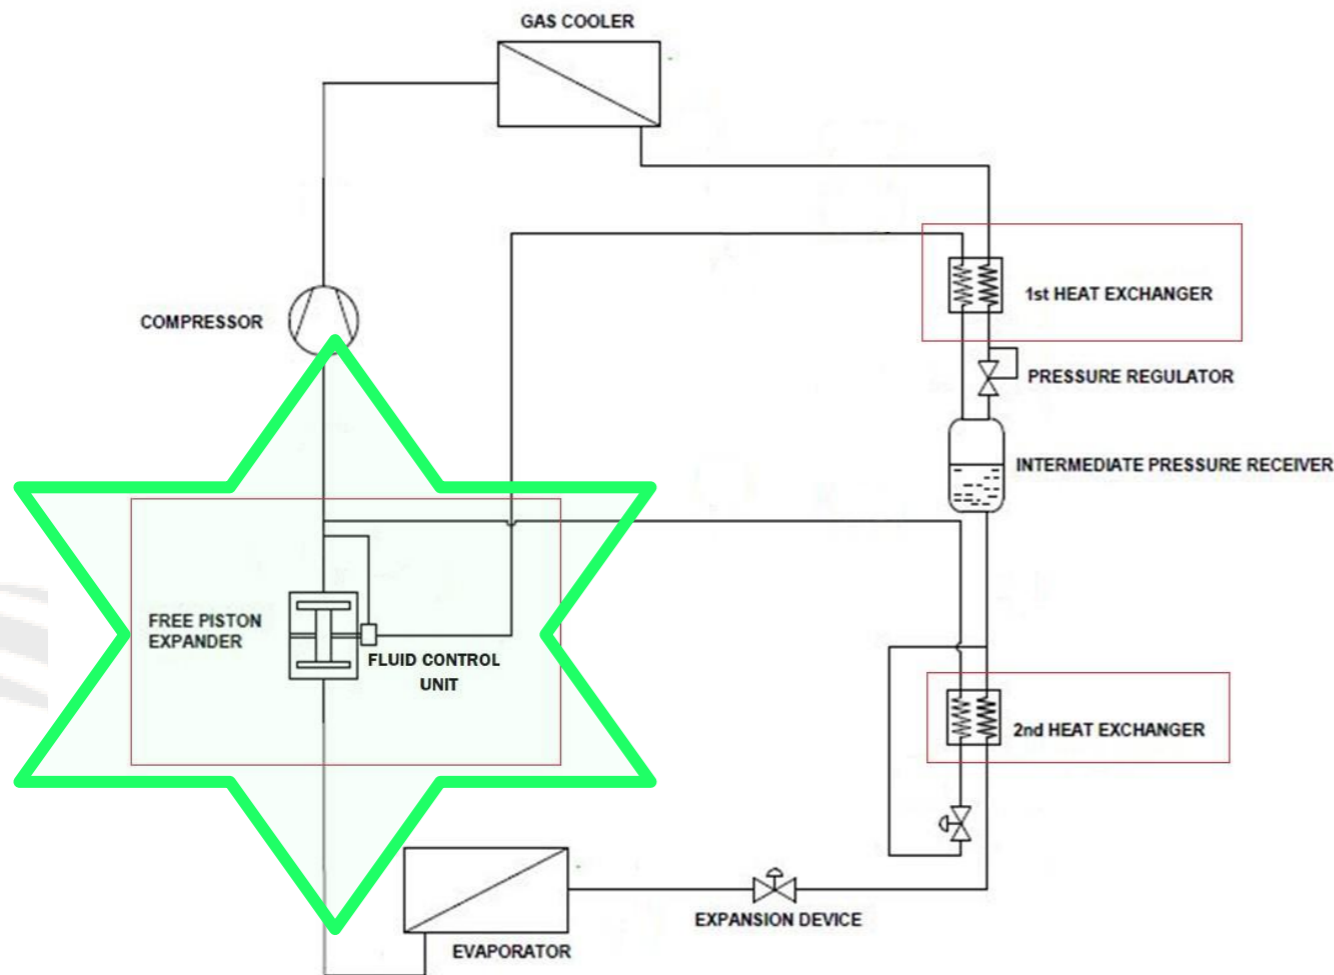 GAS COOLER
COMPRESSOR
1st HEAT EXCHANGER
PRESSURE REGULATOR
INTERMEDIATE PRESSURE RECEIVER
FREE PISTON
EXPANDER
FLUID CONTROL
UNIT
2nd HEAT EXCHANGER
EXPANSION DEVICE
EVAPORATOR